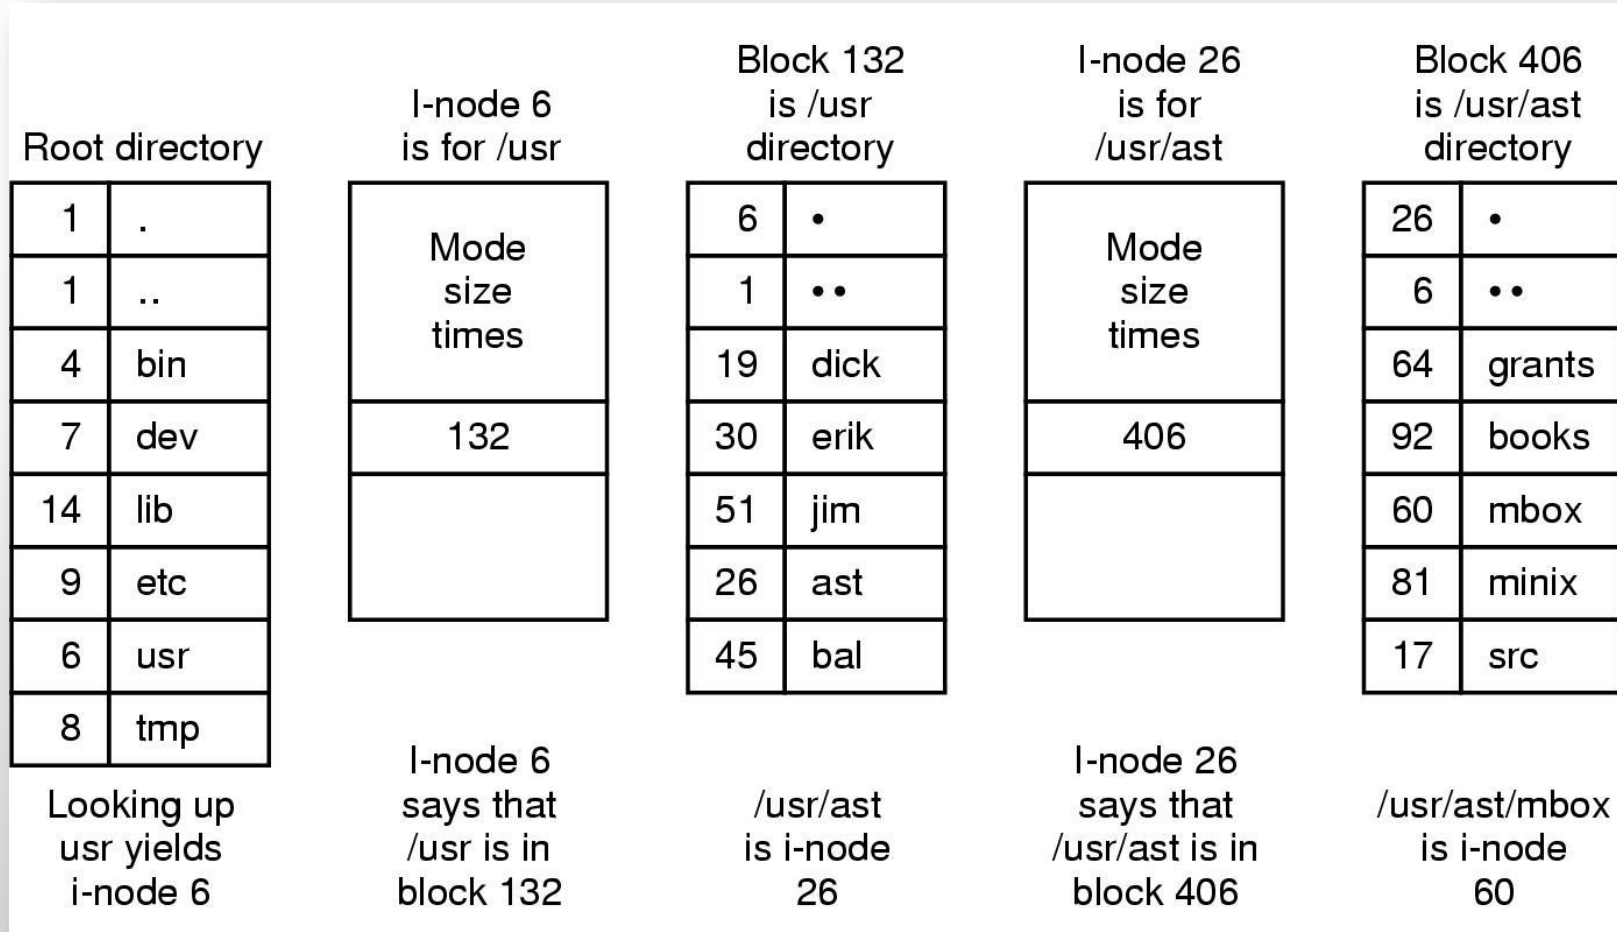 Root directory
1 .
1 ..
4 bin
7 dev
14 lib
9 etc
6 usr
8 tmp
Looking up
usr yields
i-node 6
I-node 6
is for /usr
Mode
size
times
132
I-node 6
says that
/usr is in
block 132
Block 132
is /usr
directory
6 •
1 ••
19 dick
30 erik
51 jim
26 ast
45 bal
/usr/ast
is i-node
26
I-node 26
is for
/usr/ast
Mode
size
times
406
I-node 26
says that
/usr/ast is in
block 406
Block 406
is /usr/ast
directory
26 •
6 ••
64 grants
92 books
60 mbox
81 minix
17 src
/usr/ast/mbox
is i-node
60